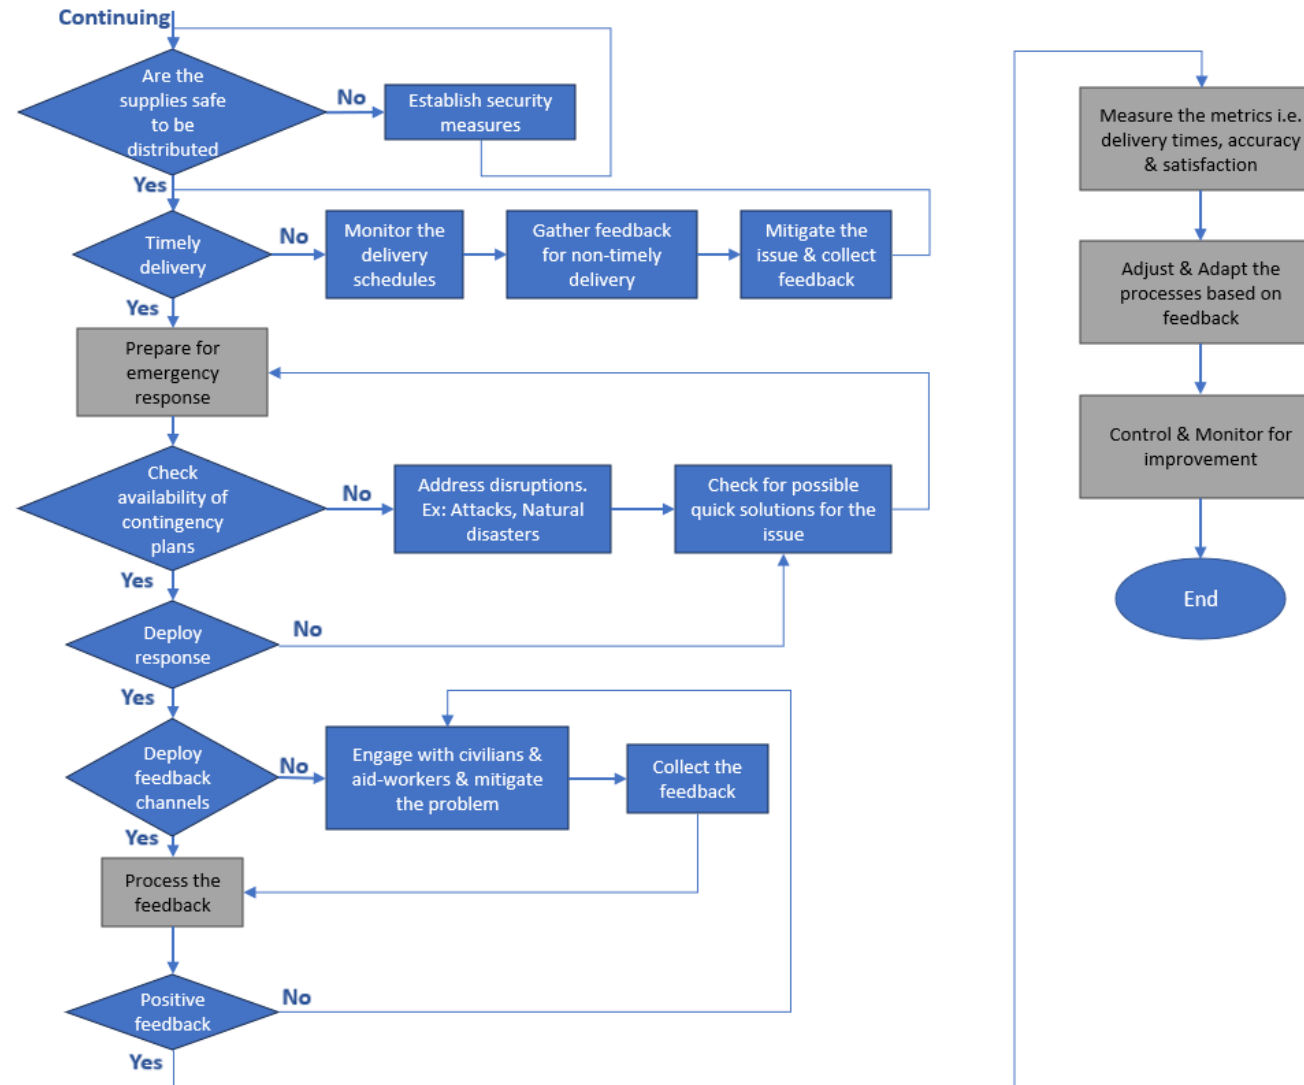 Continuing
Are the
supplies safe
to be
distributed
No
Establish security
measures
Yes
Timely
delivery
No
Monitor the
delivery
schedules
Gather feedback
for non-timely
delivery
Mitigate the
issue & collect
feedback
Yes
Prepare for
emergency
response
Check
availability of
contingency
plans
No
Address disruptions.
Ex: Attacks, Natural
disasters
Check for possible
quick solutions for the
issue
Yes
Deploy
response
No
Yes
Deploy
feedback
channels
No
Engage with civilians &
aid-workers & mitigate
the problem
Collect the
feedback
Yes
Process the
feedback
Positive
feedback
No
Yes
Measure the metrics i.e.
delivery times, accuracy
& satisfaction
Adjust & Adapt the
processes based on
feedback
Control & Monitor for
improvement
End